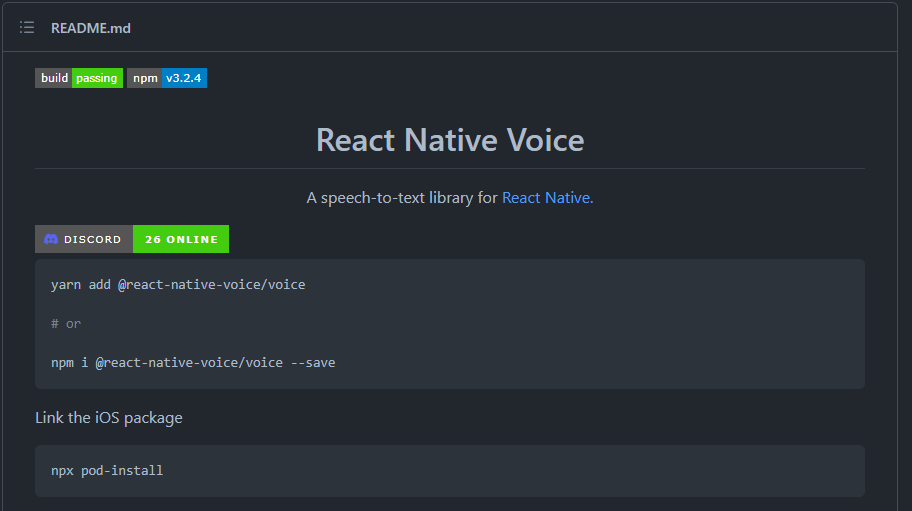 README.md
build passing npm v3.2.4
React Native Voice
A speech-to-text library for React Native.
DISCORD 26 ONLINE
yarn add @react-native-voice/voice
# or
npm i @react-native-voice/voice --save
Link the iOS package
npx pod-install